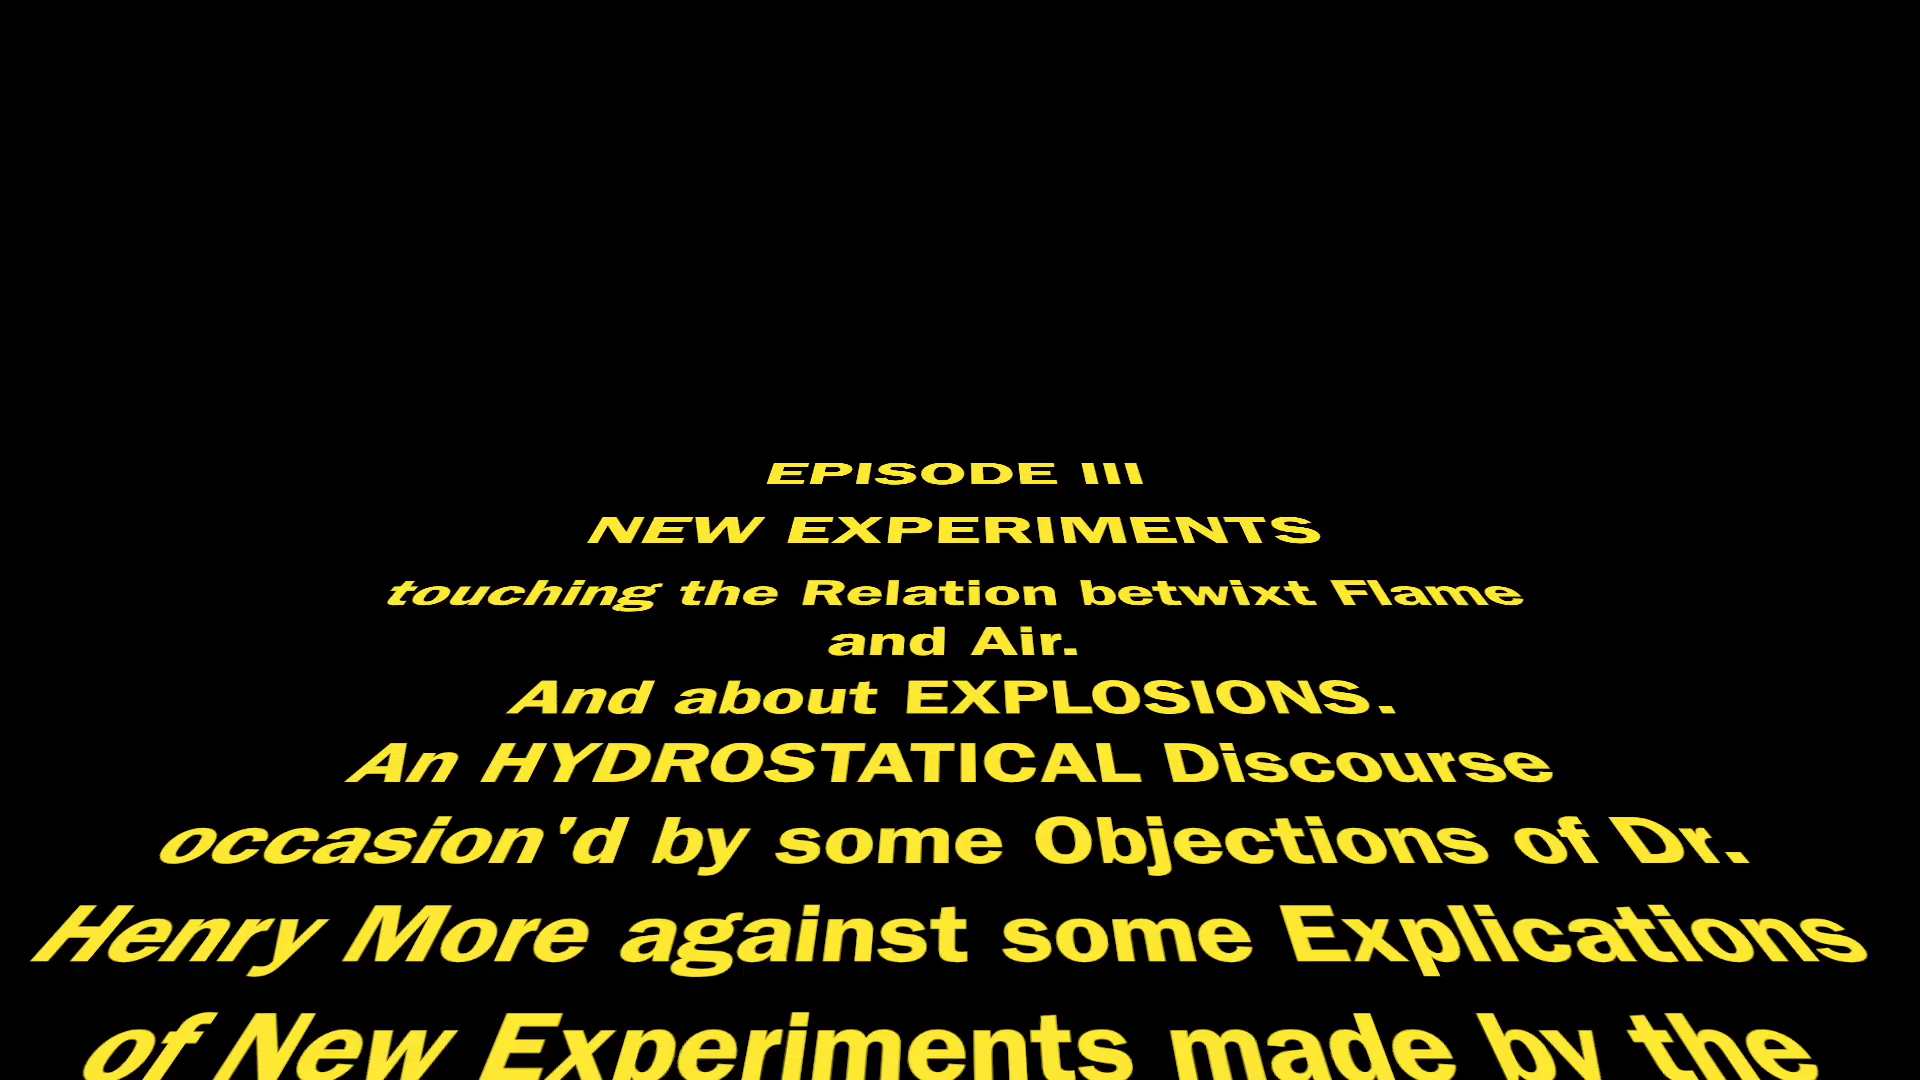 EPISODE III
NEW EXPERIMENTS
touching the Relation betwixt Flame
and Air.
And about EXPLOSIONS.
An HYDROSTATICAL Discourse
occasion'd by some Objections of Dr.
Henry More against some Explications
of New Experiments made by the